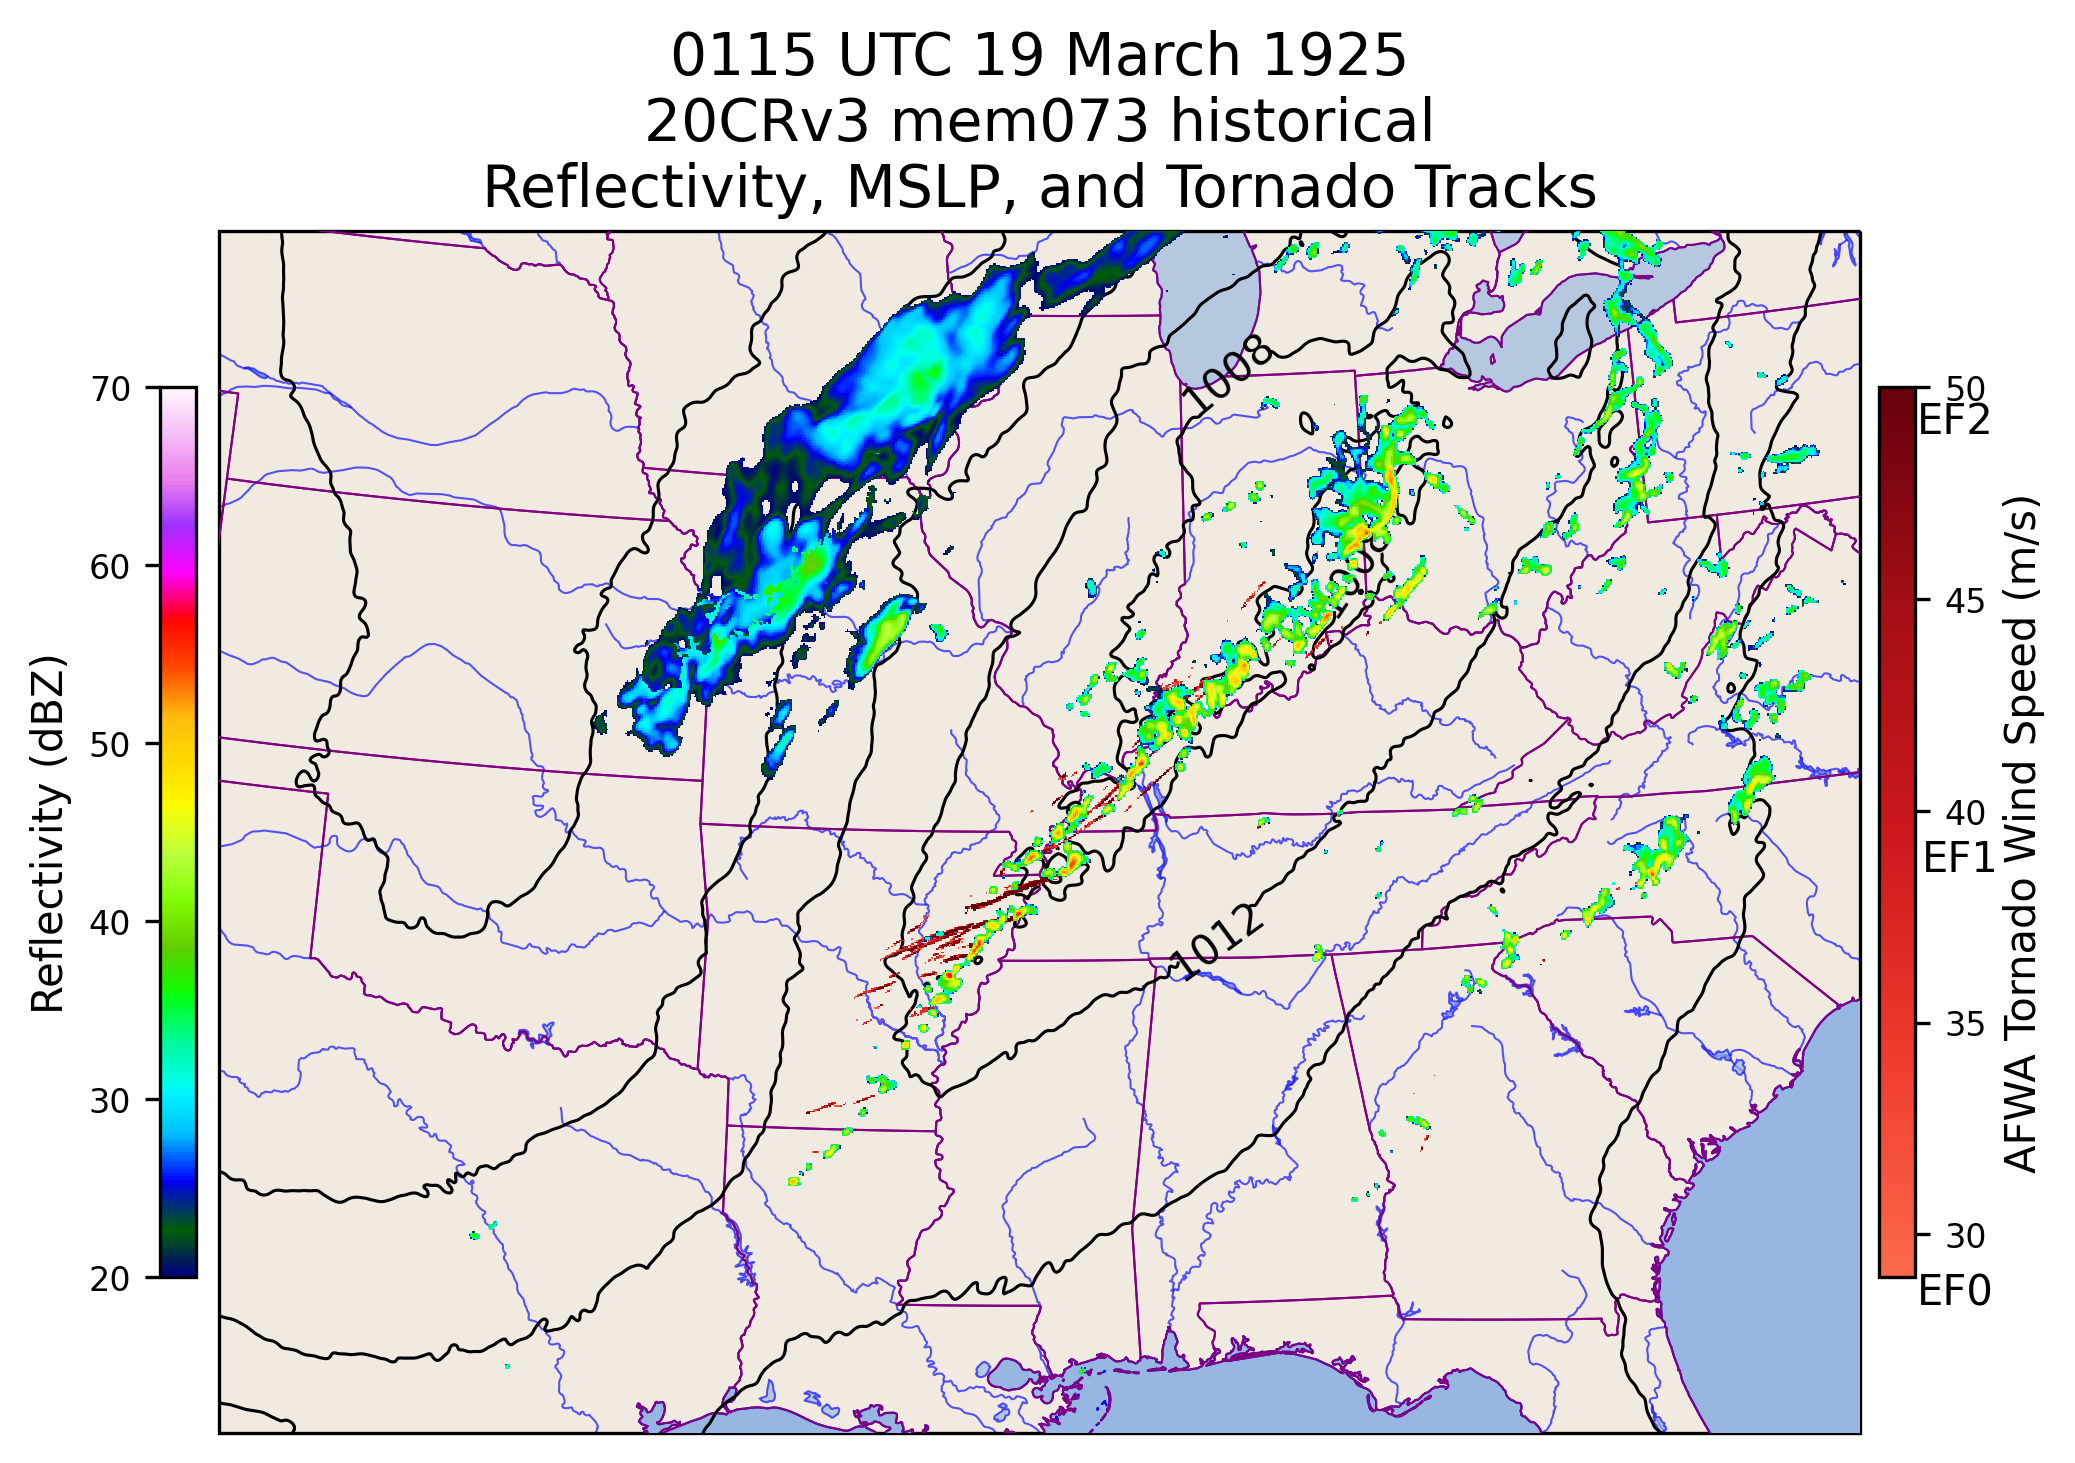 0115 UTC 19 March 1925
20CRv3 mem073 historical
Reflectivity, MSLP, and Tornado Tracks
Reflectivity (dBZ)
70
60
50
40
30
20
1008
1012
50
EF2
45
40
EF1
35
30
EF0
AFWA Tornado Wind Speed (m/s)